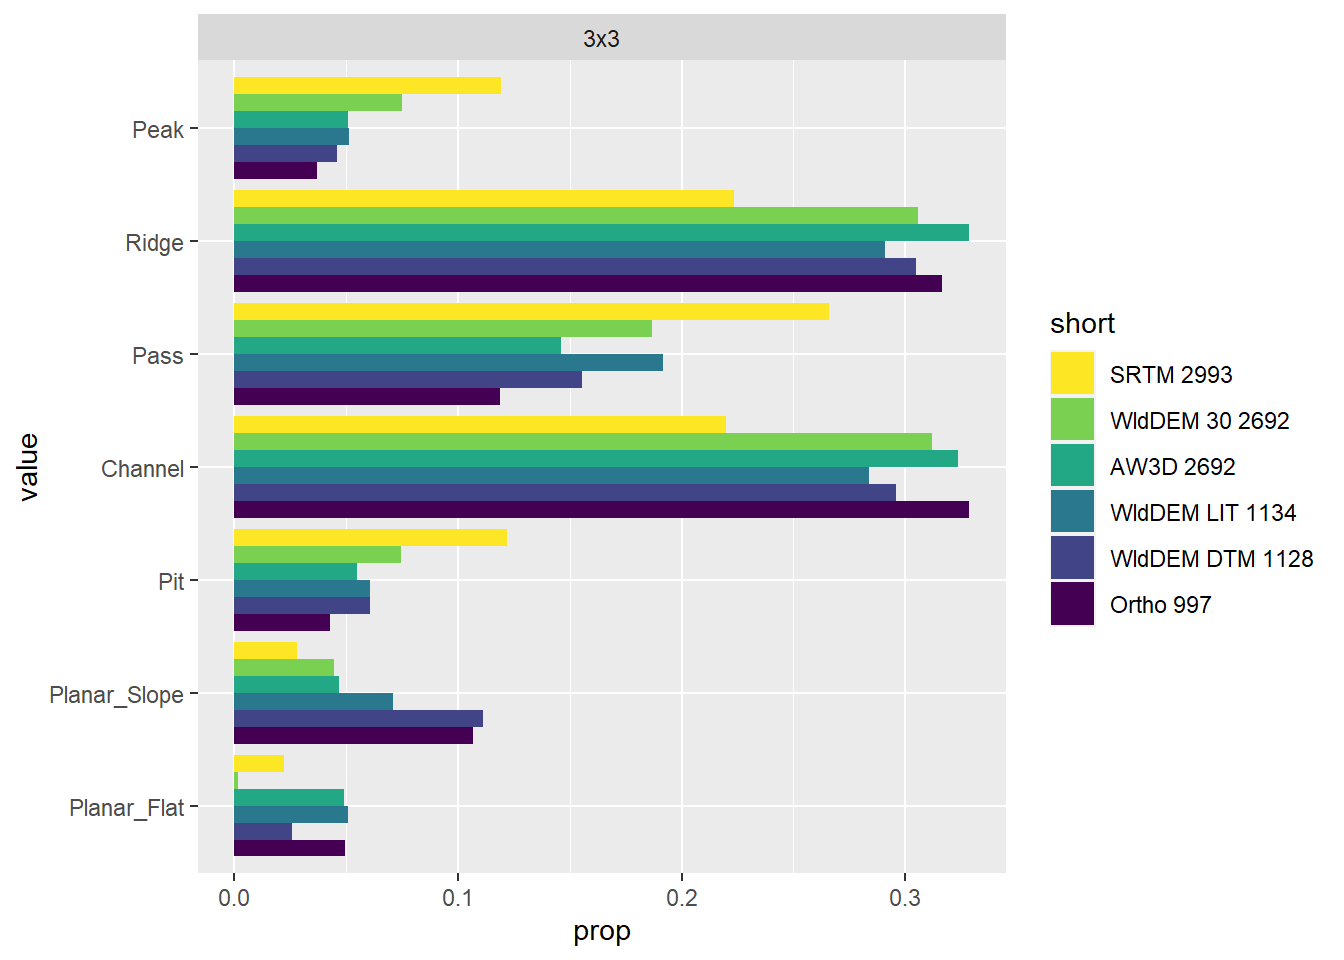 3x3
Peak
Ridge
Pass
Channel
Pit
Planar_Slope
Planar_Flat
value
0.0 0.1 0.2 0.3
prop
short
SRTM 2993
WldDEM 30 2692
AW3D 2692
WldDEM LIT 1134
WldDEM DTM 1128
Ortho 997